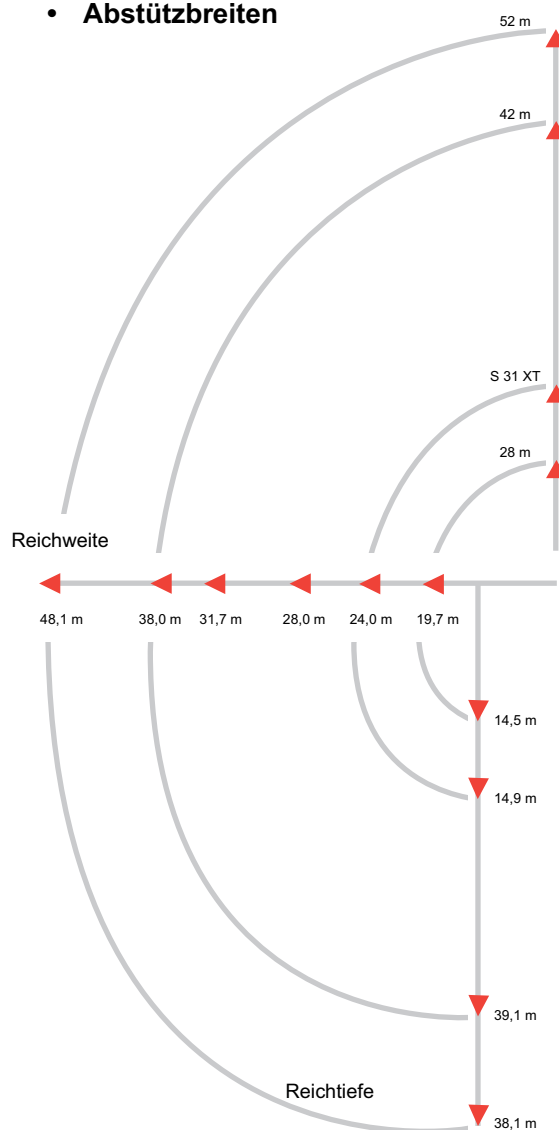 • Abstützbreiten
52 m
42 m
S 31 XT
28 m
Reichweite
48,1 m 38,0 m 31,7 m 28,0 m 24,0 m 19,7 m
14,5 m
14,9 m
39,1 m
Reichtiefe
38,1 m